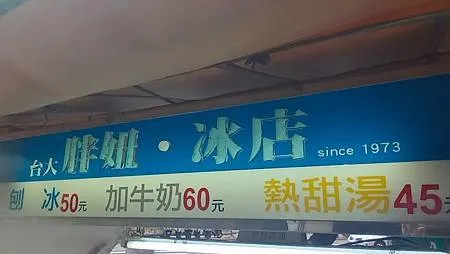 台大 胖妞·冰店 since 1973
刨 冰50元 加牛奶60元 熱甜湯45元